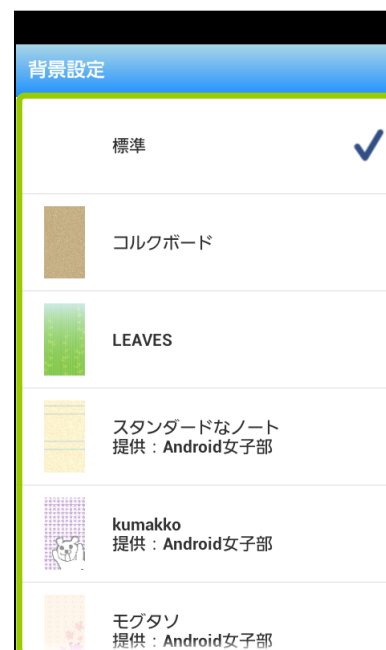 背景設定
標準
コルクボード
LEAVES
スタンダードなノート
提供：Android女子部
kumakko
提供：Android女子部
モグタソ
提供：Android女子部